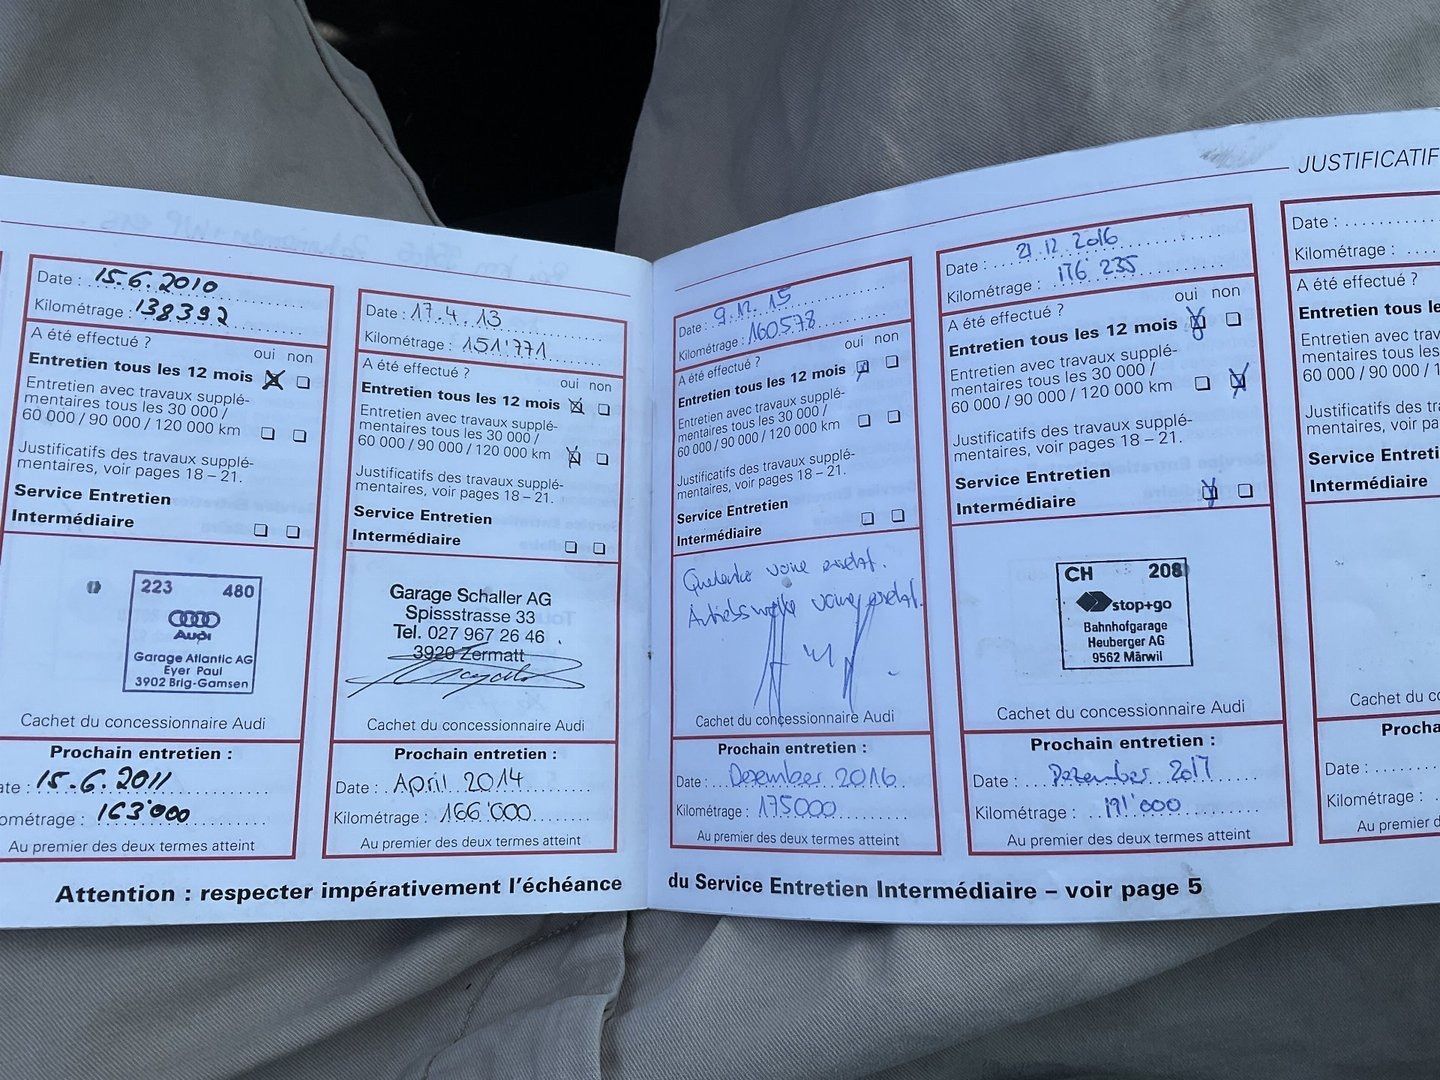 JUSTIFICATIF
Date : 15.6.2010
Kilométrage : 138392
A été effectué ?
oui non
Entretien tous les 12 mois
Entretien avec travaux supplé-
mentaires tous les 30 000 /
60 000 / 90 000 / 120 000 km
Justificatifs des travaux supplé-
mentaires, voir pages 18 – 21.
Service Entretien
Intermédiaire
223 480
Audi
Garage Atlantic AG
Eyer Paul
3902 Brig-Gamsen
Cachet du concessionnaire Audi
Prochain entretien :
ate : 15.6.2011
ométrage : 163'000
Au premier des deux termes atteint
Date : 17.4.13
Kilométrage : 151'771
A été effectué ?
oui non
Entretien tous les 12 mois
Entretien avec travaux supplé-
mentaires tous les 30 000 /
60 000 / 90 000 / 120 000 km
Justificatifs des travaux supplé-
mentaires, voir pages 18 – 21.
Service Entretien
Intermédiaire
Garage Schaller AG
Spissstrasse 33
Tel. 027 967 26 46
3920 Zermatt
Cachet du concessionnaire Audi
Prochain entretien :
Date : April 2014
Kilométrage : 166'000
Au premier des deux termes atteint
Attention : respecter impérativement l'échéance
Date : 9.12.15
Kilométrage : 160578
A été effectué ?
oui non
Entretien tous les 12 mois
Entretien avec travaux supplé-
mentaires tous les 30 000 /
60 000 / 90 000 / 120 000 km
Justificatifs des travaux supplé-
mentaires, voir pages 18 – 21.
Service Entretien
Intermédiaire
Cachet du concessionnaire Audi
Prochain entretien :
Date : Dezember 2016
Kilométrage : 175000
Au premier des deux termes atteint
Date : 21.12.2016
Kilométrage : 176'235
A été effectué ?
oui non
Entretien tous les 12 mois
Entretien avec travaux supplé-
mentaires tous les 30 000 /
60 000 / 90 000 / 120 000 km
Justificatifs des travaux supplé-
mentaires, voir pages 18 – 21.
Service Entretien
Intermédiaire
CH 208
stop+go
Bahnhofgarage
Heuberger AG
9562 Märwil
Cachet du concessionnaire Audi
Prochain entretien :
Date : Dezember 2017
Kilométrage : 191'000
Au premier des deux termes atteint
du Service Entretien Intermédiaire – voir page 5
Date :
Kilométrage :
A été effectué ?
Entretien tous le
Entretien avec trava
mentaires tous les 3
60 000 / 90 000 / 1
Justificatifs des tra
mentaires, voir pa
Service Entreti
Intermédiaire
Cachet du co
Procha
Date :
Kilométrage :
Au premier d